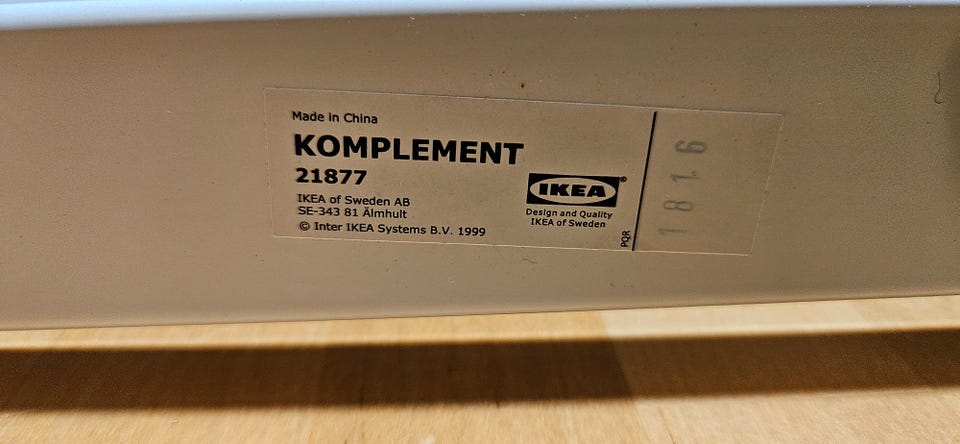 Made in China
KOMPLEMENT
21877
IKEA of Sweden AB
SE-343 81 Älmhult
© Inter IKEA Systems B.V. 1999
IKEA®
Design and Quality
IKEA of Sweden
PQR
1816